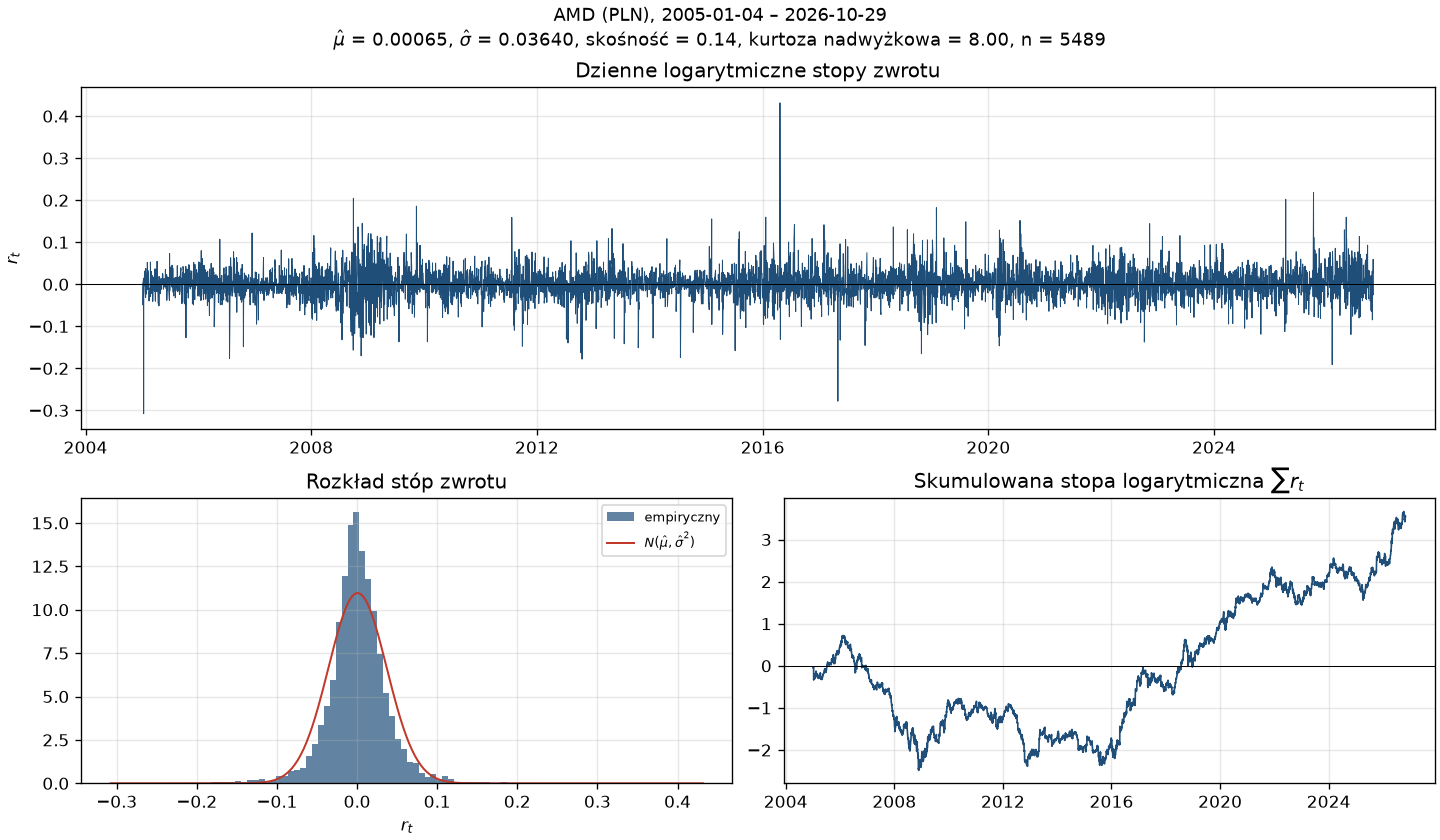 AMD (PLN), 2005-01-04 – 2026-10-29
μ̂ = 0.00065, σ̂ = 0.03640, skośność = 0.14, kurtoza nadwyżkowa = 8.00, n = 5489
Dzienne logarytmiczne stopy zwrotu
0.4
0.3
0.2
0.1
0.0
−0.1
−0.2
−0.3
r_t
2004 2008 2012 2016 2020 2024
Rozkład stóp zwrotu
15.0
12.5
10.0
7.5
5.0
2.5
0.0
empiryczny
N(μ̂, σ̂²)
−0.3 −0.2 −0.1 0.0 0.1 0.2 0.3 0.4
r_t
Skumulowana stopa logarytmiczna ∑r_t
3
2
1
0
−1
−2
2004 2008 2012 2016 2020 2024